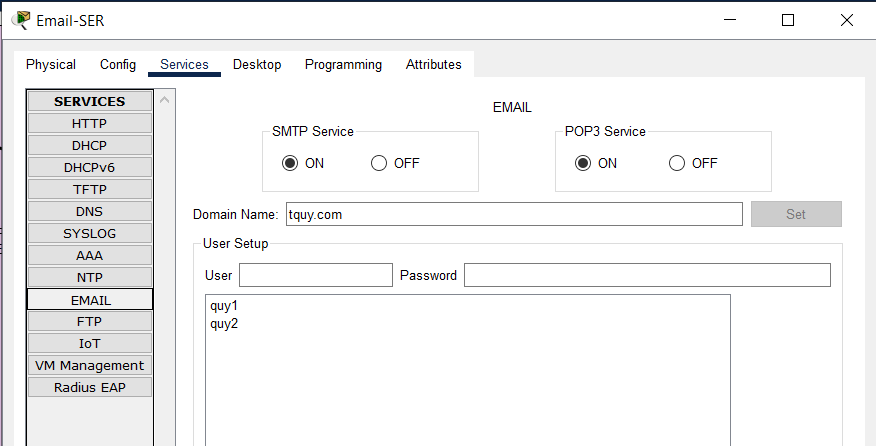 Email-SER
Physical Config Services Desktop Programming Attributes
SERVICES
HTTP
DHCP
DHCPv6
TFTP
DNS
SYSLOG
AAA
NTP
EMAIL
FTP
IoT
VM Management
Radius EAP
EMAIL
SMTP Service
ON OFF
POP3 Service
ON OFF
Domain Name: tquy.com Set
User Setup
User Password
quy1
quy2